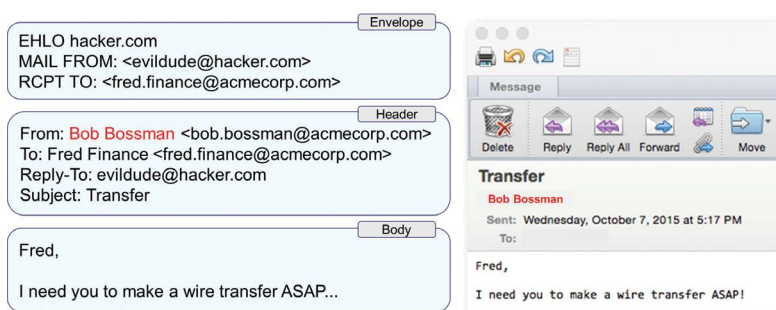 Envelope
EHLO hacker.com
MAIL FROM: <evildude@hacker.com>
RCPT TO: <fred.finance@acmecorp.com>
Header
From: Bob Bossman <bob.bossman@acmecorp.com>
To: Fred Finance <fred.finance@acmecorp.com>
Reply-To: evildude@hacker.com
Subject: Transfer
Body
Fred,
I need you to make a wire transfer ASAP...
Message
Delete Reply Reply All Forward Move
Transfer
Bob Bossman
Sent: Wednesday, October 7, 2015 at 5:17 PM
To:
Fred,
I need you to make a wire transfer ASAP!